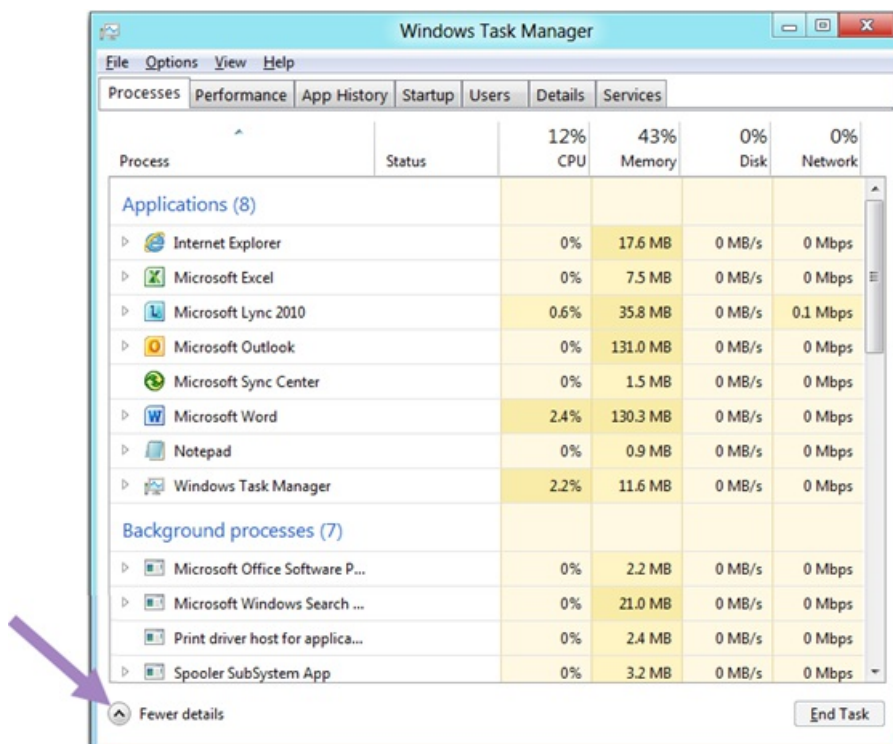 Windows Task Manager
File Options View Help
Processes Performance App History Startup Users Details Services
12% 43% 0% 0%
Process Status CPU Memory Disk Network
Applications (8)
Internet Explorer 0% 17.6 MB 0 MB/s 0 Mbps
Microsoft Excel 0% 7.5 MB 0 MB/s 0 Mbps
Microsoft Lync 2010 0.6% 35.8 MB 0 MB/s 0.1 Mbps
Microsoft Outlook 0% 131.0 MB 0 MB/s 0 Mbps
Microsoft Sync Center 0% 1.5 MB 0 MB/s 0 Mbps
Microsoft Word 2.4% 130.3 MB 0 MB/s 0 Mbps
Notepad 0% 0.9 MB 0 MB/s 0 Mbps
Windows Task Manager 2.2% 11.6 MB 0 MB/s 0 Mbps
Background processes (7)
Microsoft Office Software P... 0% 2.2 MB 0 MB/s 0 Mbps
Microsoft Windows Search ... 0% 21.0 MB 0 MB/s 0 Mbps
Print driver host for applica... 0% 2.4 MB 0 MB/s 0 Mbps
Spooler SubSystem App 0% 3.2 MB 0 MB/s 0 Mbps
Fewer details End Task